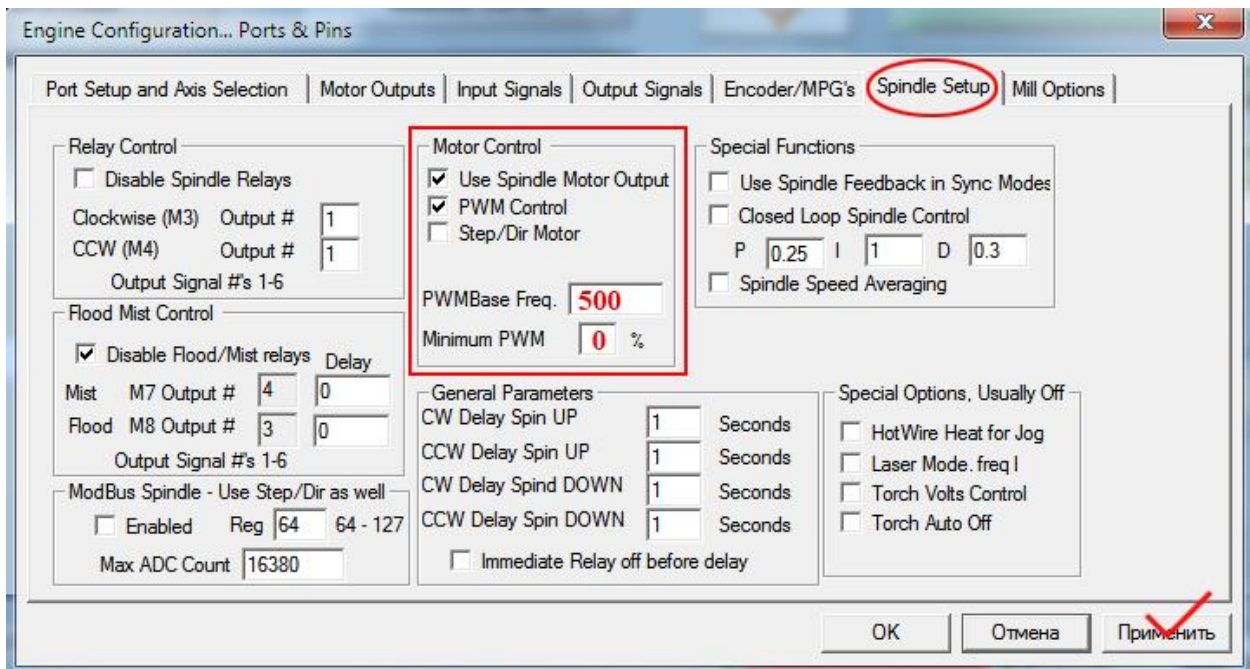 Engine Configuration... Ports & Pins
Port Setup and Axis Selection
Motor Outputs
Input Signals
Output Signals
Encoder/MPG's
Spindle Setup
Mill Options
Relay Control
Disable Spindle Relays
Clockwise (M3) Output # 1
CCW (M4) Output # 1
Output Signal #'s 1-6
Flood Mist Control
Disable Flood/Mist relays Delay
Mist M7 Output # 4 0
Flood M8 Output # 3 0
Output Signal #'s 1-6
ModBus Spindle - Use Step/Dir as well
Enabled Reg 64 64 - 127
Max ADC Count 16380
Motor Control
Use Spindle Motor Output
PWM Control
Step/Dir Motor
PWMBase Freq. 500
Minimum PWM 0 %
General Parameters
CW Delay Spin UP 1 Seconds
CCW Delay Spin UP 1 Seconds
CW Delay Spind DOWN 1 Seconds
CCW Delay Spin DOWN 1 Seconds
Immediate Relay off before delay
Special Functions
Use Spindle Feedback in Sync Modes
Closed Loop Spindle Control
P 0.25 I 1 D 0.3
Spindle Speed Averaging
Special Options, Usually Off
HotWire Heat for Jog
Laser Mode. freq I
Torch Volts Control
Torch Auto Off
OK
Отмена
Применить